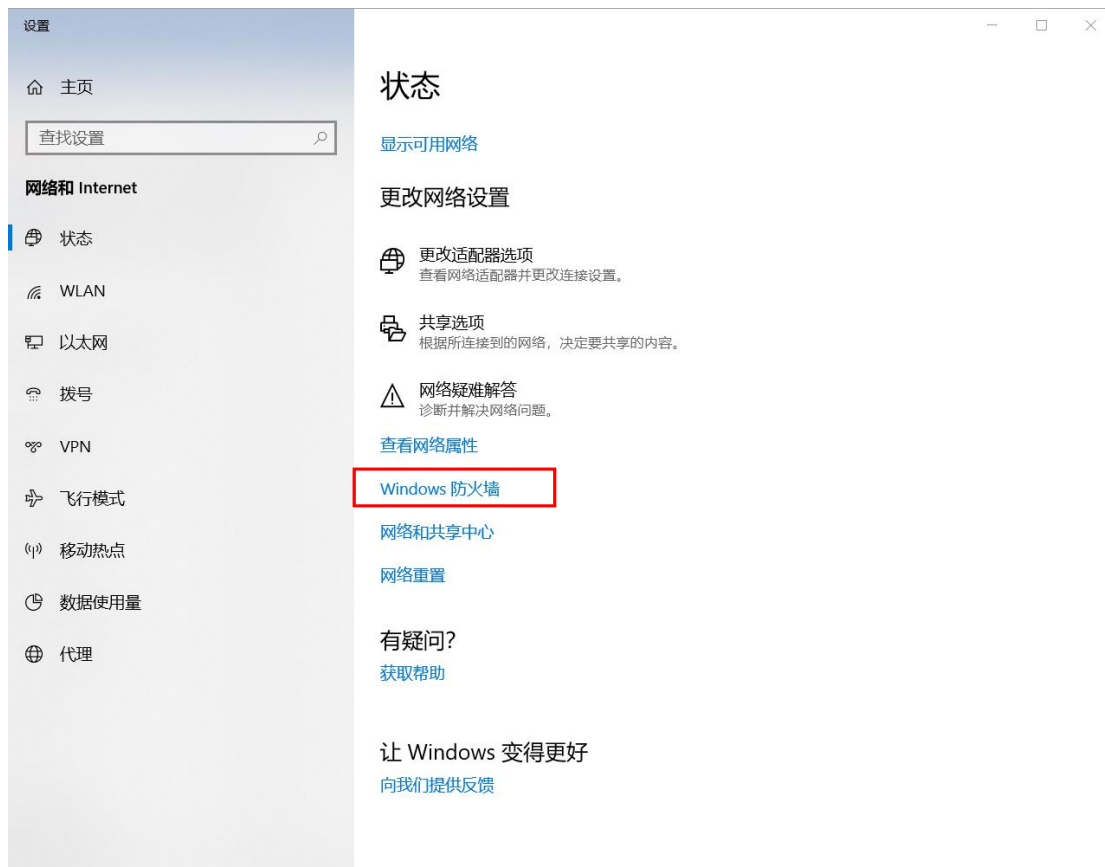 设置
主页
查找设置
网络和 Internet
状态
WLAN
以太网
拨号
VPN
飞行模式
移动热点
数据使用量
代理
状态
显示可用网络
更改网络设置
更改适配器选项
查看网络适配器并更改连接设置。
共享选项
根据所连接到的网络，决定要共享的内容。
网络疑难解答
诊断并解决网络问题。
查看网络属性
Windows 防火墙
网络和共享中心
网络重置
有疑问?
获取帮助
让 Windows 变得更好
向我们提供反馈